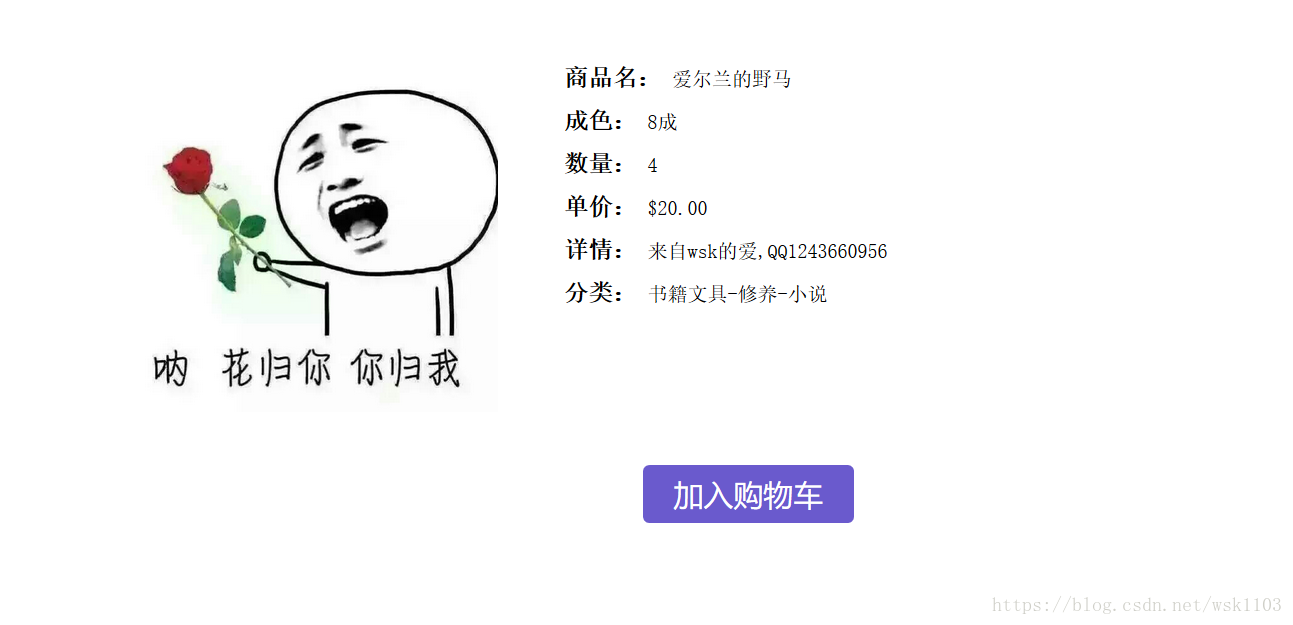 商品名： 爱尔兰的野马
成色： 8成
数量： 4
单价： $20.00
详情： 来自wsk的爱,QQ1243660956
分类： 书籍文具-修养-小说
呐 花归你 你归我
加入购物车
https://blog.csdn.net/wsk1103